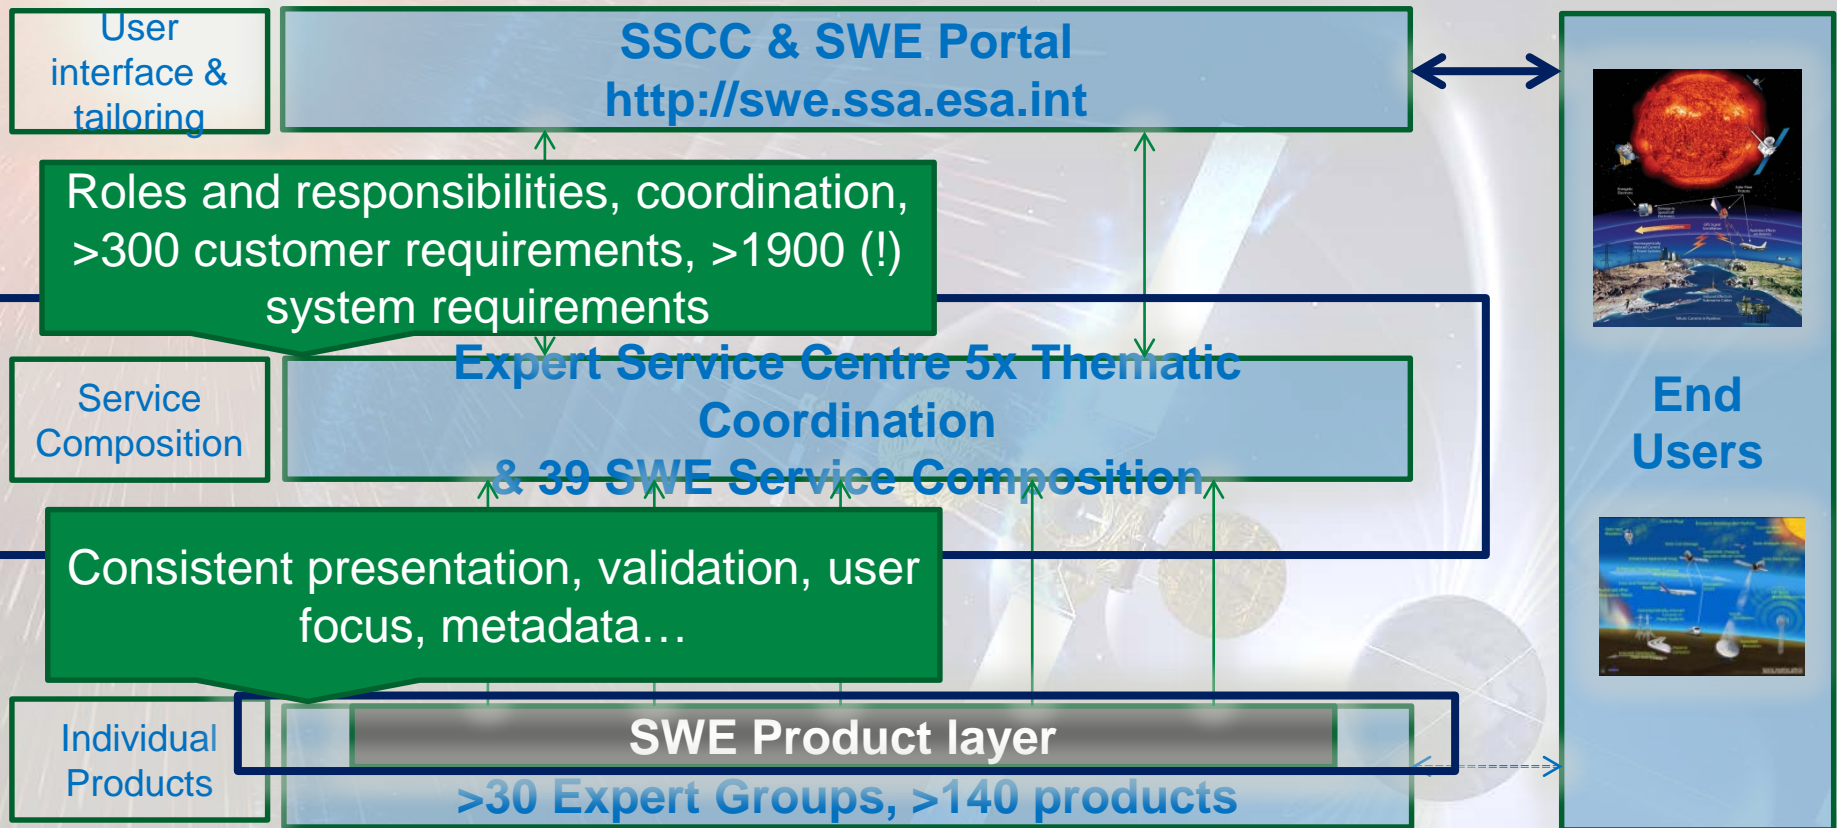 User
interface &
tailoring
SSCC & SWE Portal
http://swe.ssa.esa.int
Roles and responsibilities, coordination,
>300 customer requirements, >1900 (!)
system requirements
Service
Composition
Expert Service Centre 5x Thematic
Coordination
& 39 SWE Service Composition
End
Users
Consistent presentation, validation, user
focus, metadata…
Individual
Products
SWE Product layer
>30 Expert Groups, >140 products